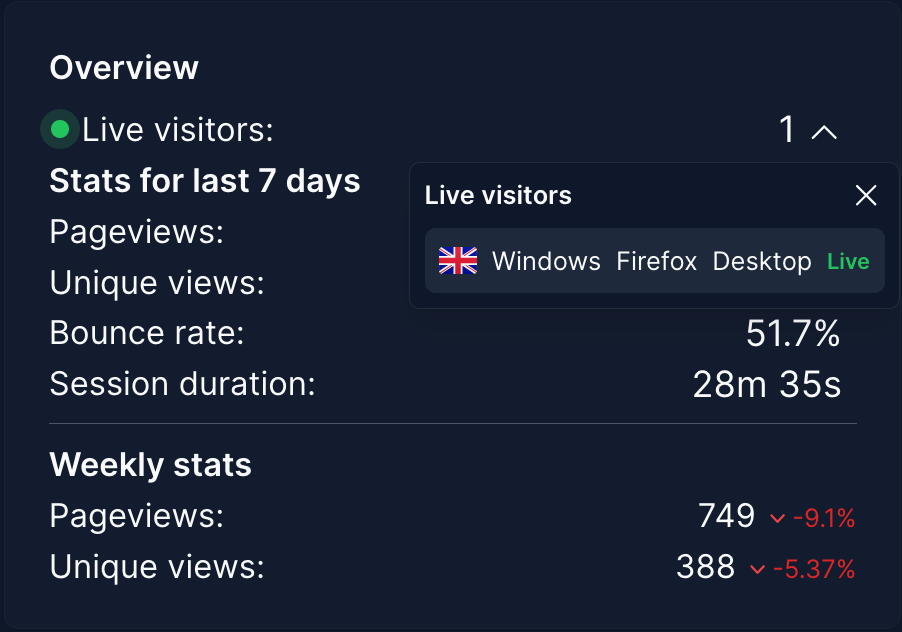 Overview
Live visitors: 1
Stats for last 7 days
Live visitors
Pageviews:
Windows Firefox Desktop Live
Unique views:
Bounce rate: 51.7%
Session duration: 28m 35s
Weekly stats
Pageviews: 749 -9.1%
Unique views: 388 -5.37%